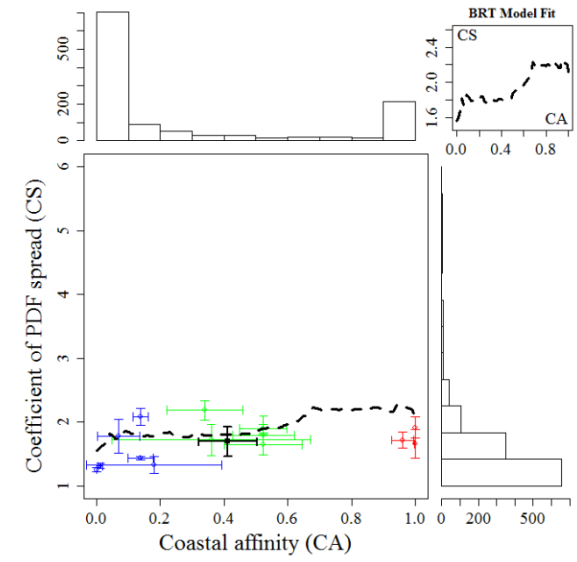 BRT Model Fit
500
200
0
CS
2.4
2.0
1.6
CA
0.0 0.4 0.8
6
5
4
3
2
1
Coefficient of PDF spread (CS)
0.0 0.2 0.4 0.6 0.8 1.0
Coastal affinity (CA)
0 200 500